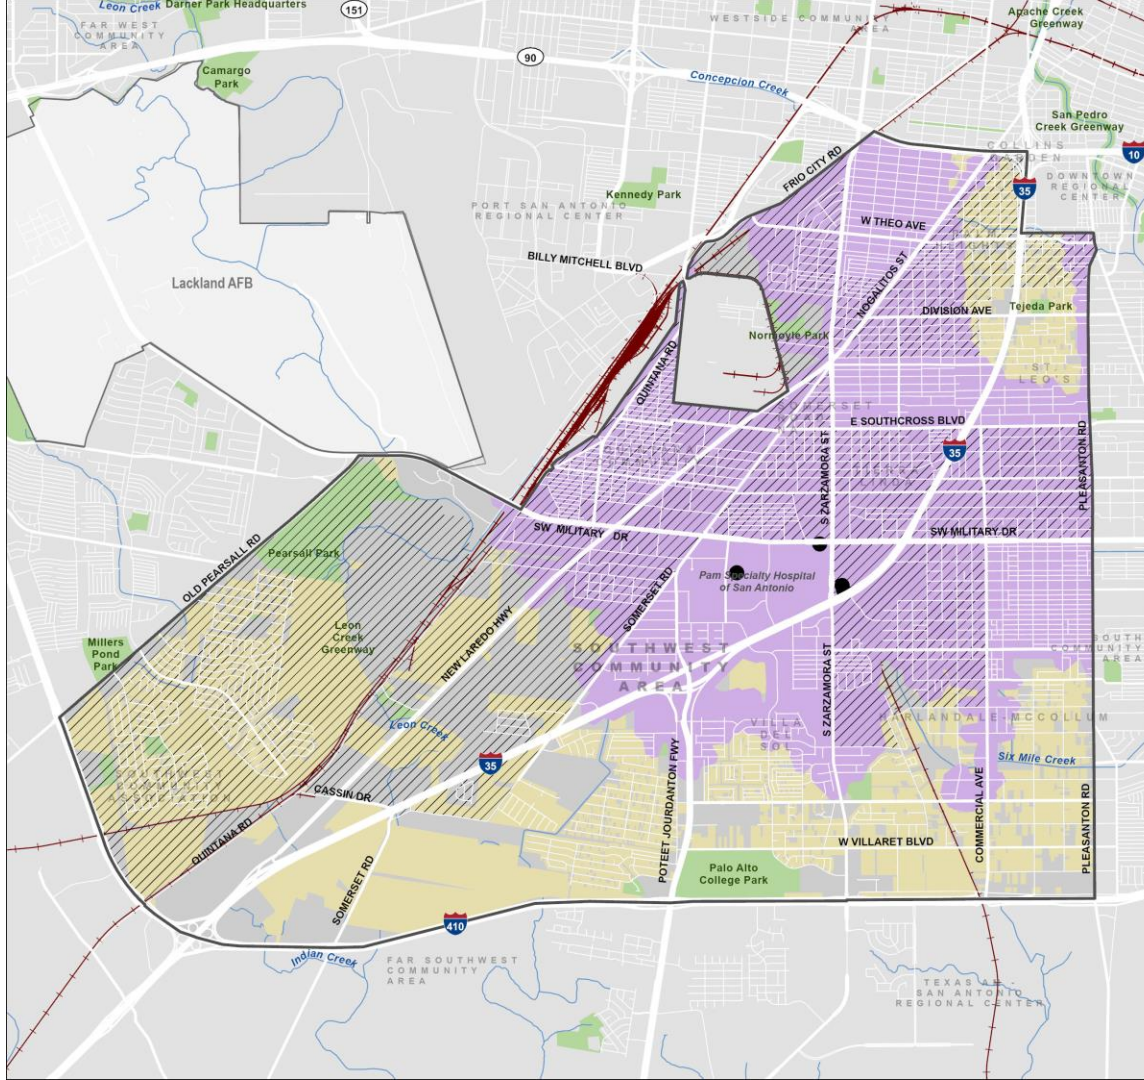 Leon Creek
Darner Park Headquarters
151
FAR WEST
COMMUNITY
AREA
WESTSIDE COMMUNITY
AREA
Apache Creek
Greenway
90
Camargo
Park
Concepcion Creek
San Pedro
Creek Greenway
COLLINS
GARDEN
10
FRIO CITY RD
35
DOWNTOWN
REGIONAL
CENTER
Kennedy Park
PORT SAN ANTONIO
REGIONAL CENTER
W THEO AVE
BILLY MITCHELL BLVD
NOGALITOS ST
Lackland AFB
Tejeda Park
DIVISION AVE
Normoyle Park
QUINTANA RD
ST.
LEO'S
E SOUTHCROSS BLVD
35
S ZARZAMORA ST
PLEASANTON RD
SW MILITARY DR
SW MILITARY DR
OLD PEARSALL RD
Pearsall Park
Pam Specialty Hospital
of San Antonio
SOMERSET RD
NEW LAREDO HWY
Leon
Creek
Greenway
Millers
Pond
Park
SOUTHWEST
COMMUNITY
AREA
SOUTH
COMMUNITY
AREA
S ZARZAMORA ST
VILLA
DEL
SOL
HARLANDALE-MCCOLLUM
Leon Creek
Six Mile Creek
35
POTEET JOURDANTON FWY
SOUTHWEST
COMMUNITY
ASSOCIATION
CASSIN DR
COMMERCIAL AVE
PLEASANTON RD
QUINTANA RD
W VILLARET BLVD
SOMERSET RD
Palo Alto
College Park
410
Indian Creek
FAR SOUTHWEST
COMMUNITY
AREA
TEXAS
SAN ANTONIO
REGIONAL CENTER